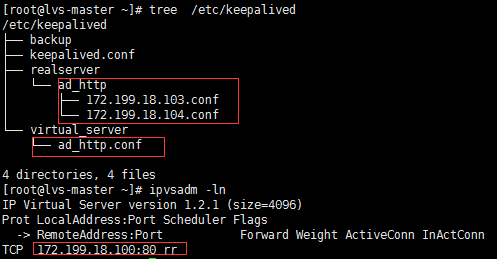 [root@lvs-master ~]# tree  /etc/keepalived
/etc/keepalived
├── backup
├── keepalived.conf
├── realserver
│   └── ad_http
│       ├── 172.199.18.103.conf
│       └── 172.199.18.104.conf
└── virtual_server
    └── ad_http.conf
4 directories, 4 files
[root@lvs-master ~]# ipvsadm -ln
IP Virtual Server version 1.2.1 (size=4096)
Prot LocalAddress:Port Scheduler Flags
  -> RemoteAddress:Port           Forward Weight ActiveConn InActConn
TCP  172.199.18.100:80 rr